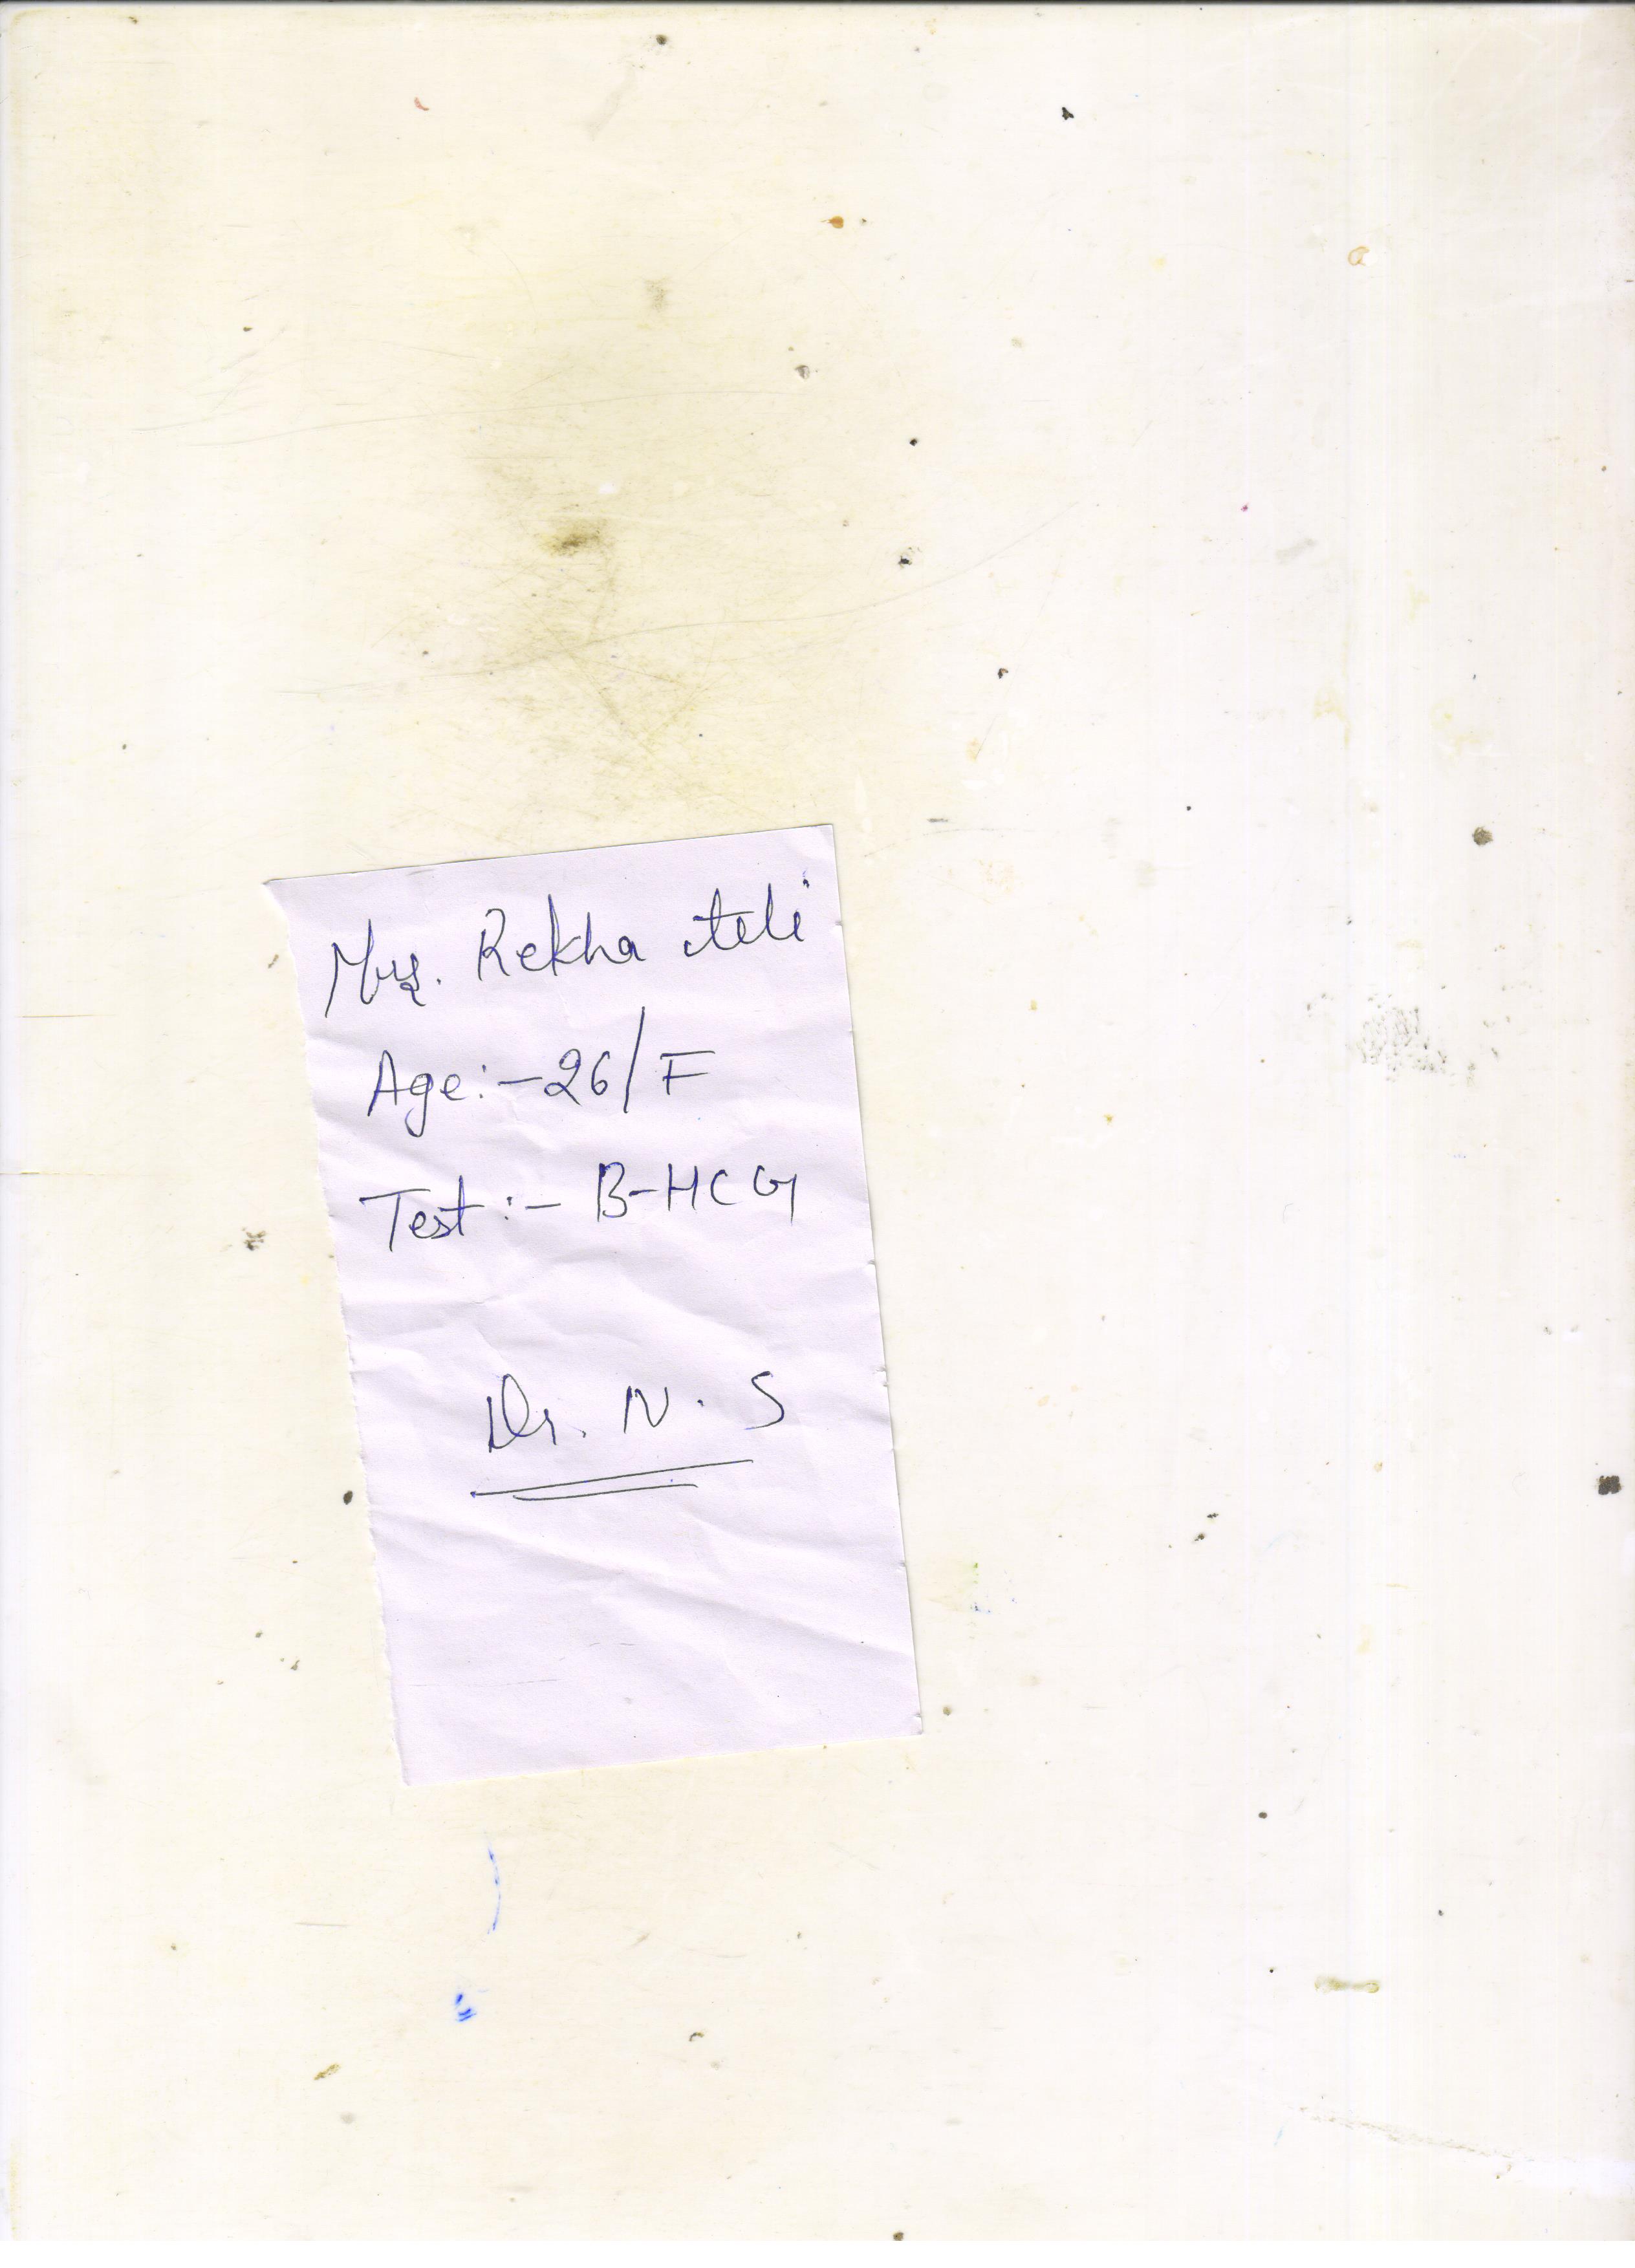 Mrs. Rekha teli
Age:-26/F
Test:- B-HCG
Dr. N. S